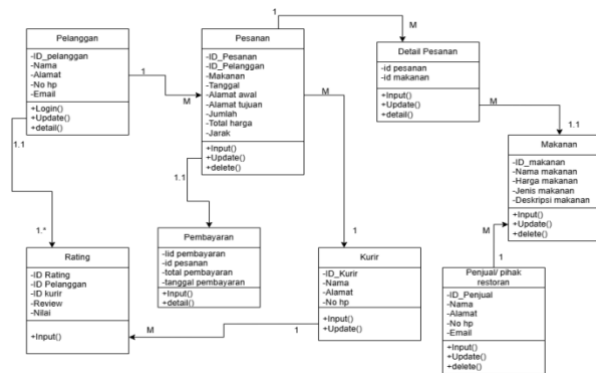 Pelanggan
-ID_pelanggan
-Nama
-Alamat
-No hp
-Email
+Login()
+Update()
+detail()
1
M
Pesanan
-ID_Pesanan
-ID_Pelanggan
-Makanan
-Tanggal
-Alamat awal
-Alamat tujuan
-Jumlah
-Total harga
-Jarak
+Input()
+Update()
+delete()
1
M
Detail Pesanan
-id pesanan
-id makanan
+Input()
+Update()
+detail()
M
1.1
Makanan
-ID_makanan
-Nama makanan
-Harga makanan
-Jenis makanan
-Deskripsi makanan
+Input()
+Update()
+delete()
M
1
1.1
1.*
Rating
-ID Rating
-ID Pelanggan
-ID kurir
-Review
-Nilai
+Input()
1.1
Pembayaran
-Iid pembayaran
-id pesanan
-total pembayaran
-tanggal pembayaran
+Input()
+detail()
M
1
Kurir
-ID_Kurir
-Nama
-Alamat
-No hp
+Input()
+Update()
M
1
Penjual/ pihak
restoran
-ID_Penjual
-Nama
-Alamat
-No hp
-Email
+Input()
+Update()
+delete()